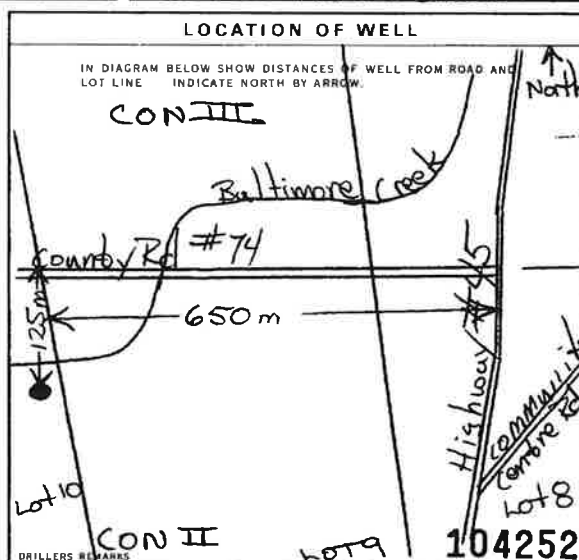 LOCATION OF WELL
IN DIAGRAM BELOW SHOW DISTANCES OF WELL FROM ROAD AND
LOT LINE INDICATE NORTH BY ARROW.
North
CON III
Baltimore Creek
County Rd #74
125m
650 m
Highway #45
Community
Centre Rd
Lot 10
Lot 8
CON II
LOT 9
DRILLERS REMARKS
104252